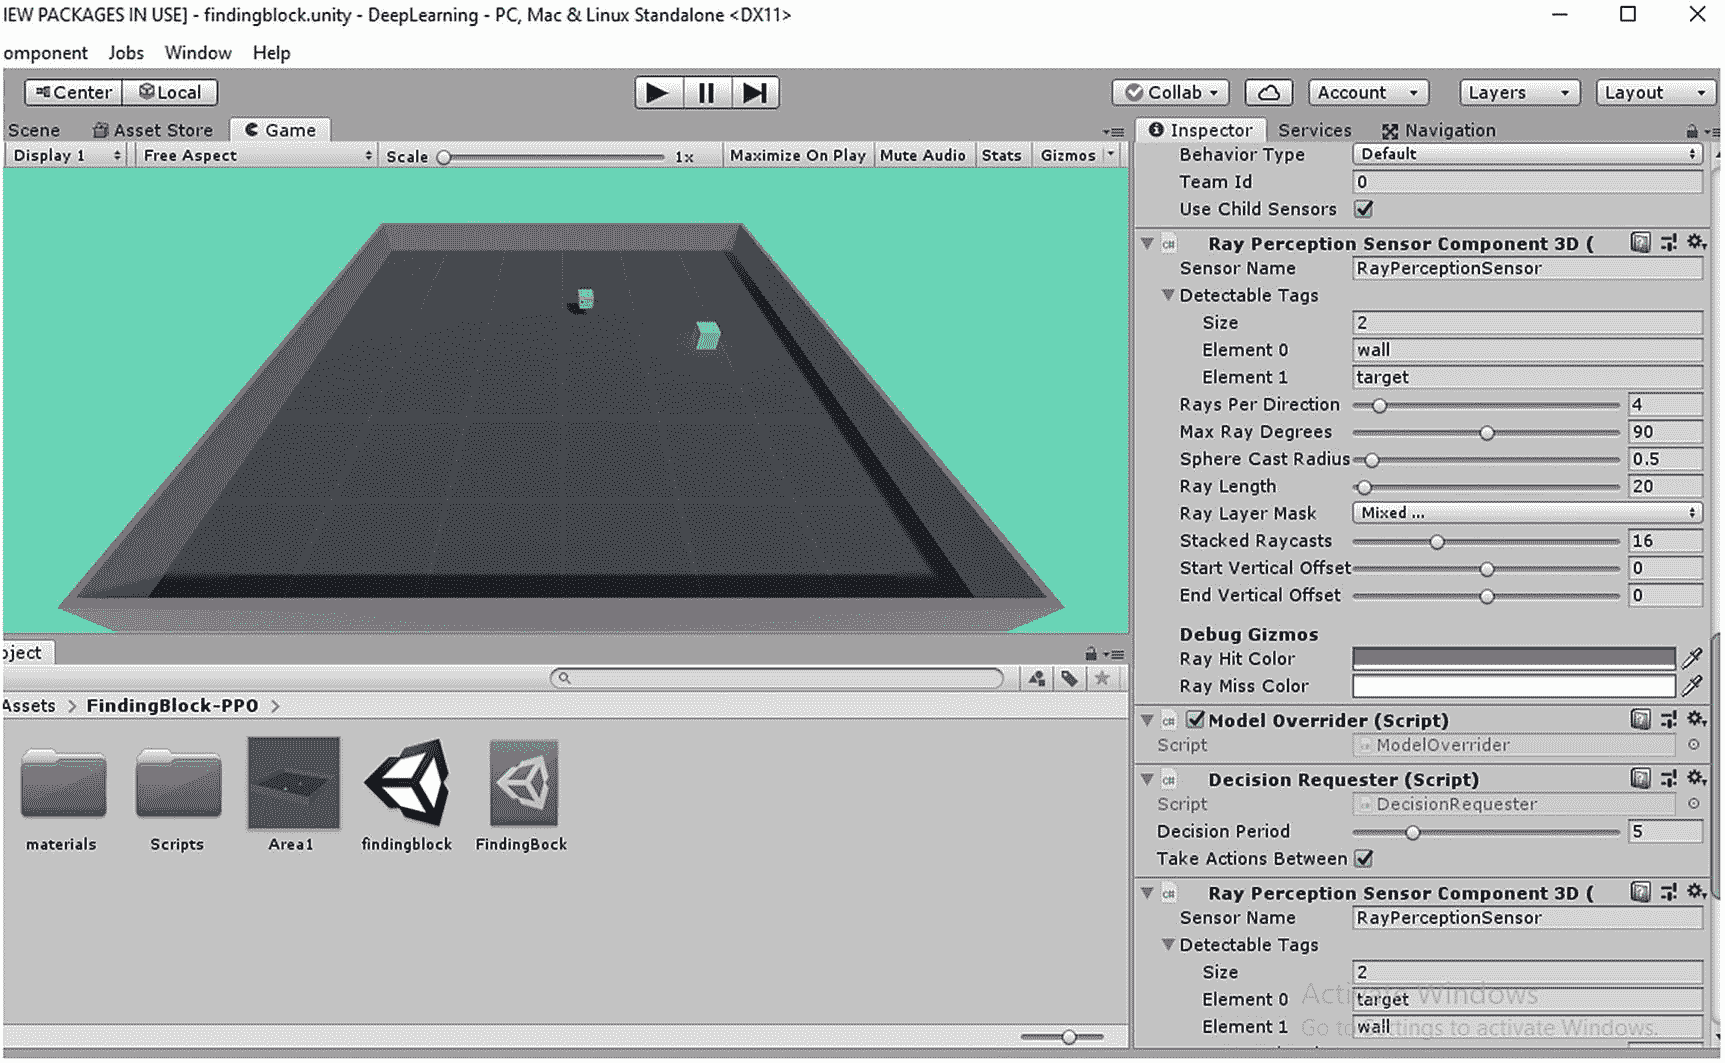 IEW PACKAGES IN USE] - findingblock.unity - DeepLearning - PC, Mac & Linux Standalone <DX11>
omponent Jobs Window Help
Center Local Collab Account Layers Layout
Scene Asset Store Game
Display 1 Free Aspect Scale 1x Maximize On Play Mute Audio Stats Gizmos
Inspector Services Navigation
Behavior Type Default
Team Id 0
Use Child Sensors
Ray Perception Sensor Component 3D (
Sensor Name RayPerceptionSensor
Detectable Tags
Size 2
Element 0 wall
Element 1 target
Rays Per Direction 4
Max Ray Degrees 90
Sphere Cast Radius 0.5
Ray Length 20
Ray Layer Mask Mixed ...
Stacked Raycasts 16
Start Vertical Offset 0
End Vertical Offset 0
Debug Gizmos
Ray Hit Color
Ray Miss Color
Model Overrider (Script)
Script ModelOverrider
Decision Requester (Script)
Script DecisionRequester
Decision Period 5
Take Actions Between
Ray Perception Sensor Component 3D (
Sensor Name RayPerceptionSensor
Detectable Tags
Size 2
Element 0 target
Element 1 wall
Activate Windows
Go to Settings to activate Windows.
oject
Assets > FindingBlock-PPO >
materials Scripts Area1 findingblock FindingBock